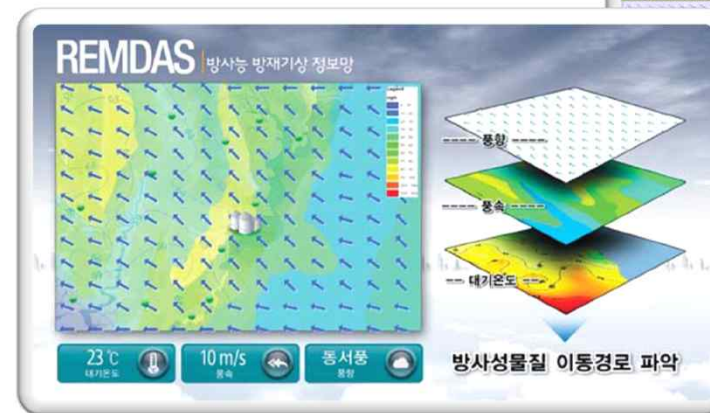 REMDAS 방사능 방재기상 정보망
풍향
풍속
대기온도
23 ℃
대기온도
10 m/s
풍속
동서풍
풍향
방사성물질 이동경로 파악